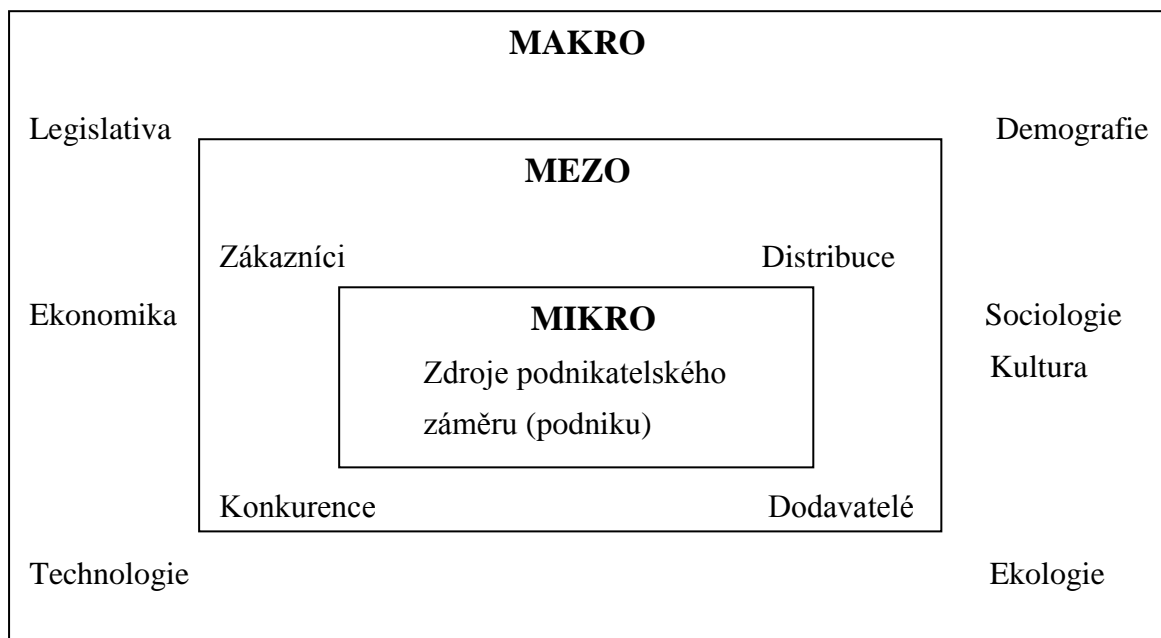 MAKRO
Legislativa
Demografie
MEZO
Zákazníci
Distribuce
Ekonomika
MIKRO
Sociologie
Zdroje podnikatelského
Kultura
záměru (podniku)
Konkurence
Dodavatelé
Technologie
Ekologie